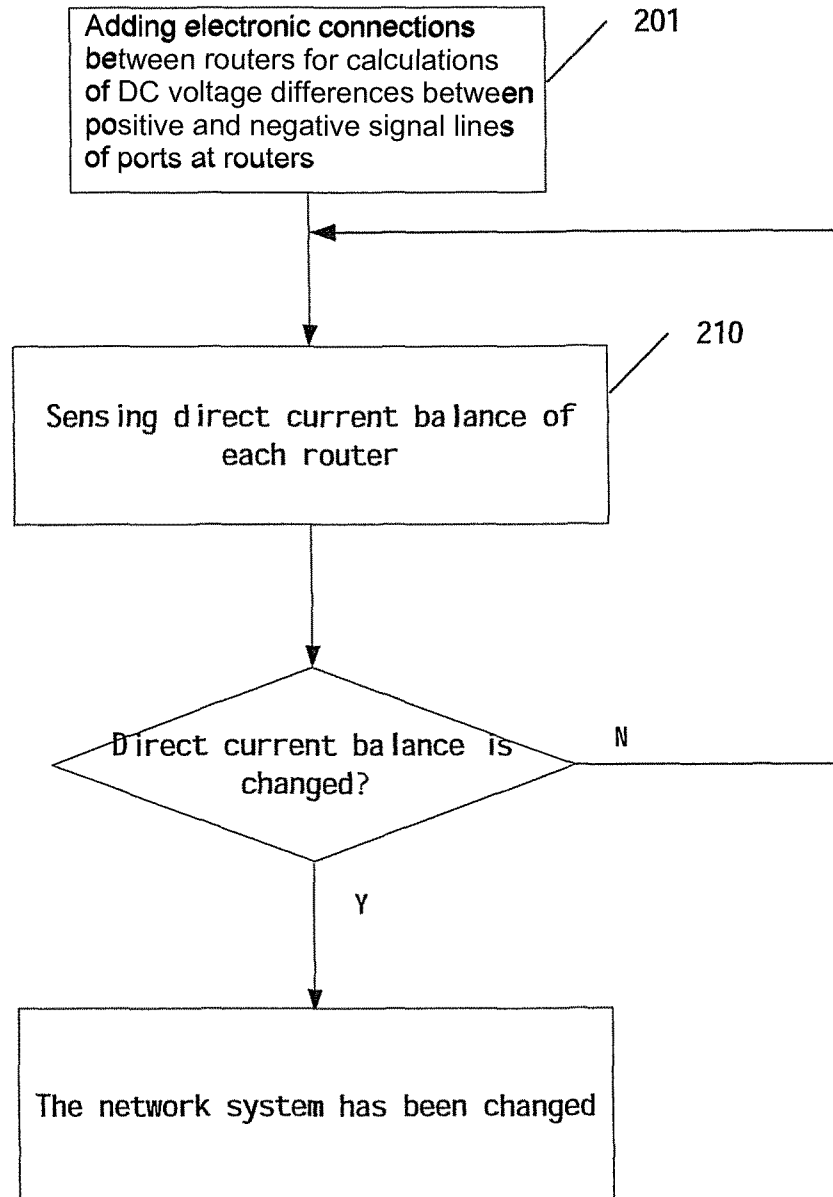 Adding electronic connections
between routers for calculations
of DC voltage differences between
positive and negative signal lines
of ports at routers
201
210
Sensing direct current balance of
each router
Direct current balance is
changed?
N
Y
The network system has been changed